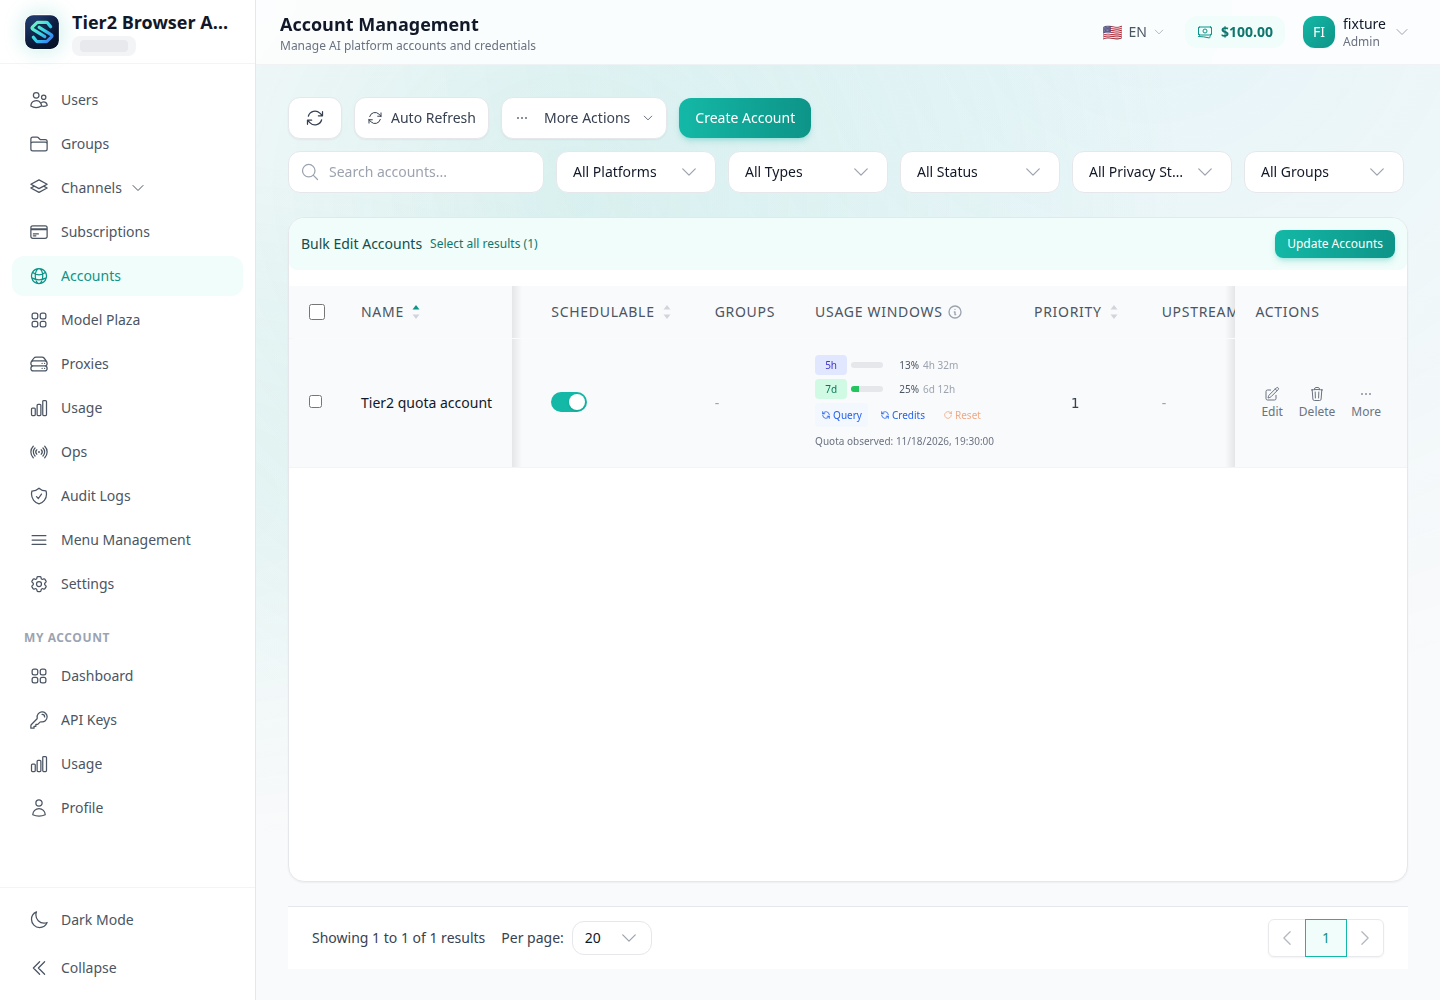 Tier2 Browser A...
Account Management
Manage AI platform accounts and credentials
EN
$100.00
FI
fixture
Admin
Users
Groups
Channels
Subscriptions
Accounts
Model Plaza
Proxies
Usage
Ops
Audit Logs
Menu Management
Settings
MY ACCOUNT
Dashboard
API Keys
Usage
Profile
Dark Mode
Collapse
Auto Refresh
More Actions
Create Account
Search accounts...
All Platforms
All Types
All Status
All Privacy St...
All Groups
Bulk Edit Accounts Select all results (1)
Update Accounts
NAME SCHEDULABLE GROUPS USAGE WINDOWS PRIORITY UPSTREAM ACTIONS
Tier2 quota account
-
5h 13% 4h 32m
7d 25% 6d 12h
Query Credits Reset
Quota observed: 11/18/2026, 19:30:00
1
-
Edit Delete More
Showing 1 to 1 of 1 results Per page: 20
1